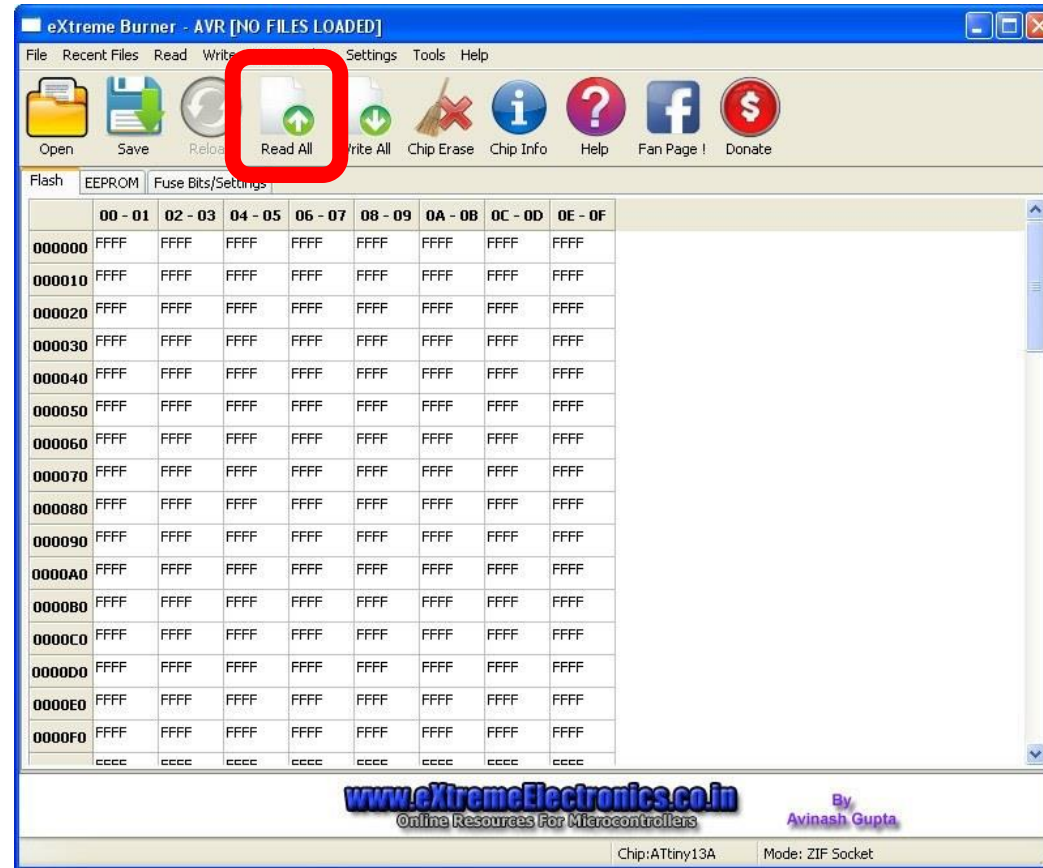 eXtreme Burner - AVR [NO FILES LOADED]
File Recent Files Read Settings Tools Help
Open Save Read All Write All Chip Erase Chip Info Help Fan Page ! Donate
Flash EEPROM Fuse Bits/Settings
00 - 01 02 - 03 04 - 05 06 - 07 08 - 09 0A - 0B 0C - 0D 0E - 0F
000000 FFFF FFFF FFFF FFFF FFFF FFFF FFFF FFFF
000010 FFFF FFFF FFFF FFFF FFFF FFFF FFFF FFFF
000020 FFFF FFFF FFFF FFFF FFFF FFFF FFFF FFFF
000030 FFFF FFFF FFFF FFFF FFFF FFFF FFFF FFFF
000040 FFFF FFFF FFFF FFFF FFFF FFFF FFFF FFFF
000050 FFFF FFFF FFFF FFFF FFFF FFFF FFFF FFFF
000060 FFFF FFFF FFFF FFFF FFFF FFFF FFFF FFFF
000070 FFFF FFFF FFFF FFFF FFFF FFFF FFFF FFFF
000080 FFFF FFFF FFFF FFFF FFFF FFFF FFFF FFFF
000090 FFFF FFFF FFFF FFFF FFFF FFFF FFFF FFFF
0000A0 FFFF FFFF FFFF FFFF FFFF FFFF FFFF FFFF
0000B0 FFFF FFFF FFFF FFFF FFFF FFFF FFFF FFFF
0000C0 FFFF FFFF FFFF FFFF FFFF FFFF FFFF FFFF
0000D0 FFFF FFFF FFFF FFFF FFFF FFFF FFFF FFFF
0000E0 FFFF FFFF FFFF FFFF FFFF FFFF FFFF FFFF
0000F0 FFFF FFFF FFFF FFFF FFFF FFFF FFFF FFFF
www.eXtremeElectronics.co.in
Online Resources For Microcontrollers
By
Avinash Gupta
Chip:ATtiny13A Mode: ZIF Socket